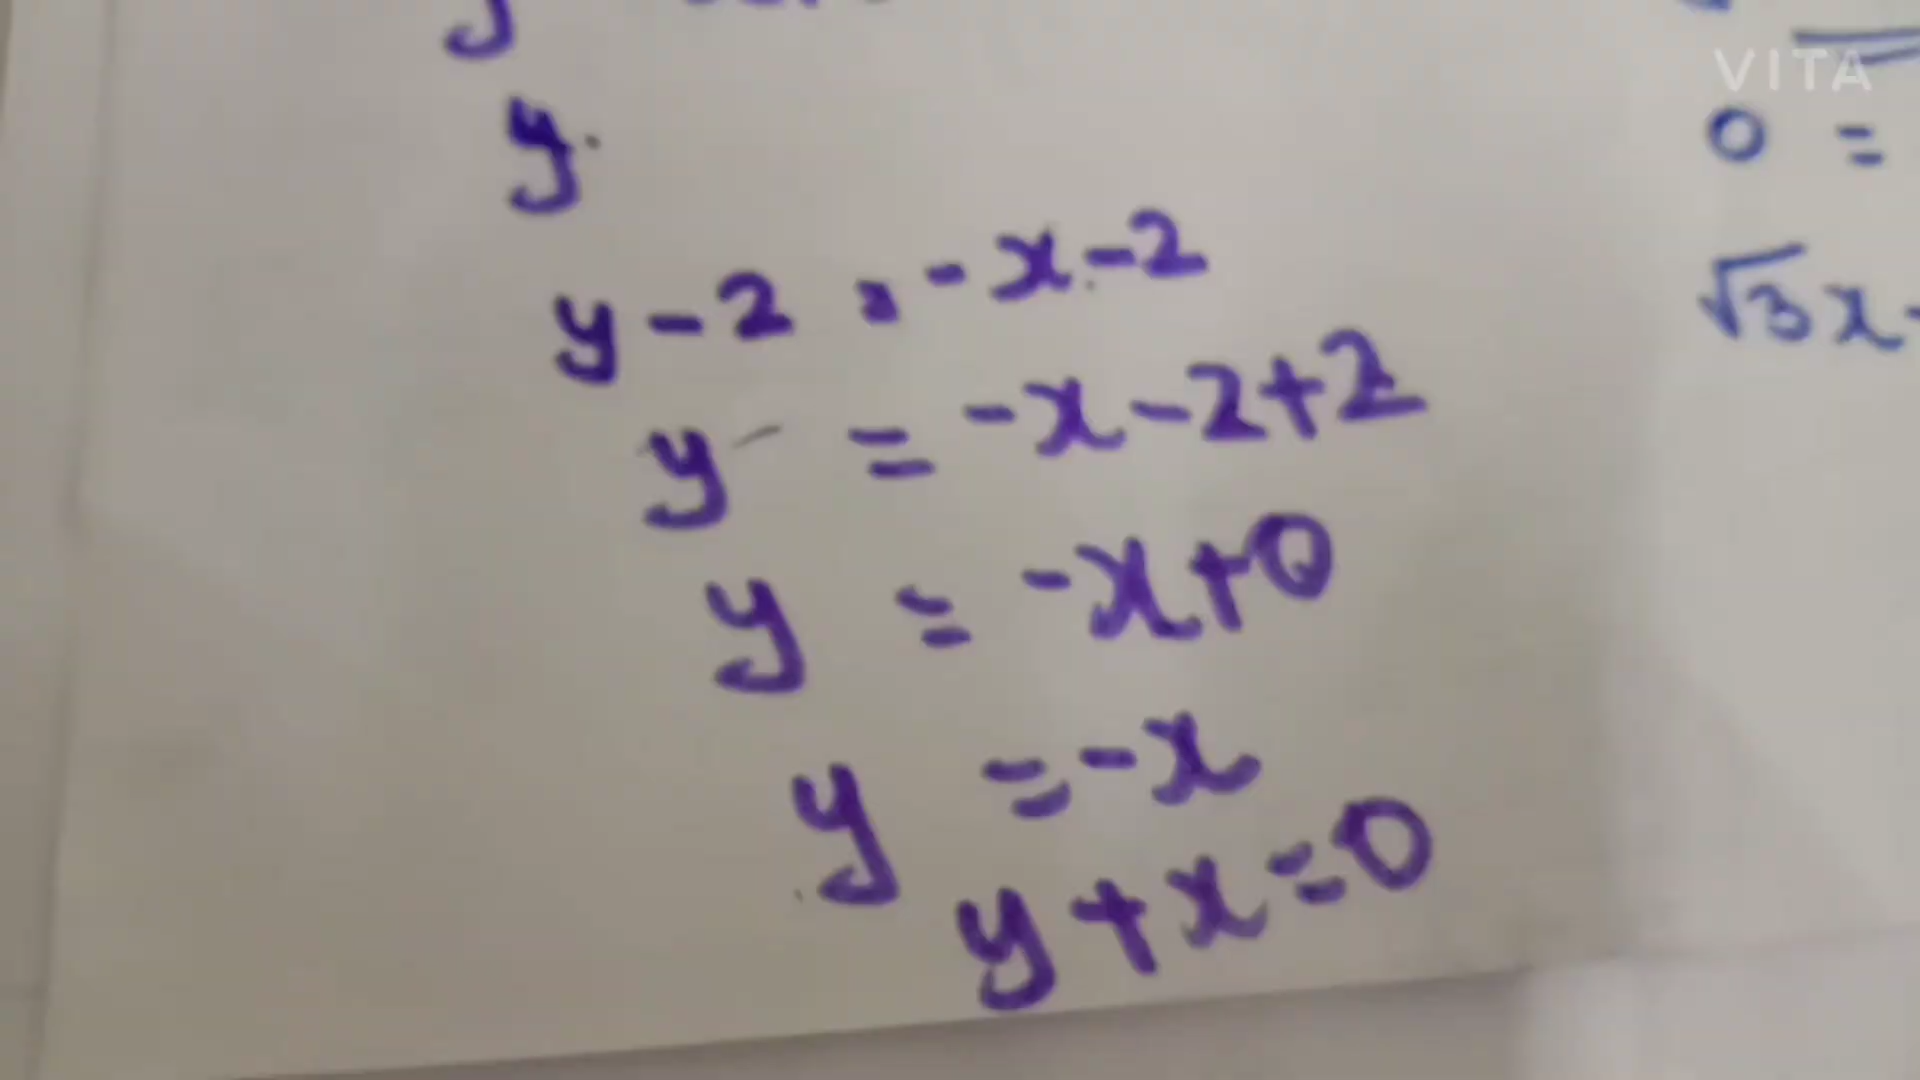 y
y - 2 = -x - 2
y = -x - 2 + 2
y = -x + 0
y = -x
y + x = 0
VITA
0 =
√3x -